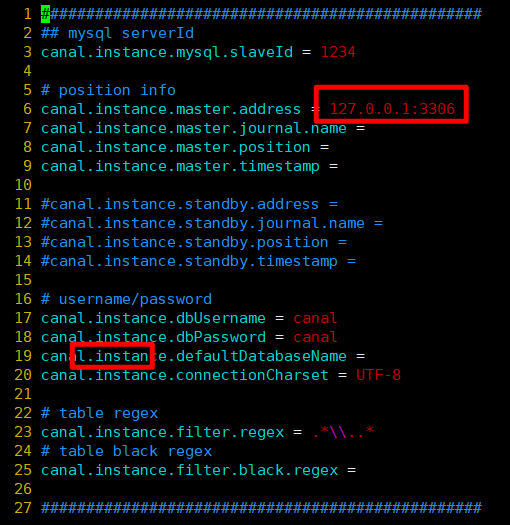 1 #################################################
2 ## mysql serverId
3 canal.instance.mysql.slaveId = 1234
4
5 # position info
6 canal.instance.master.address = 127.0.0.1:3306
7 canal.instance.master.journal.name =
8 canal.instance.master.position =
9 canal.instance.master.timestamp =
10
11 #canal.instance.standby.address =
12 #canal.instance.standby.journal.name =
13 #canal.instance.standby.position =
14 #canal.instance.standby.timestamp =
15
16 # username/password
17 canal.instance.dbUsername = canal
18 canal.instance.dbPassword = canal
19 canal.instance.defaultDatabaseName =
20 canal.instance.connectionCharset = UTF-8
21
22 # table regex
23 canal.instance.filter.regex = .*\\..*
24 # table black regex
25 canal.instance.filter.black.regex =
26
27 #################################################